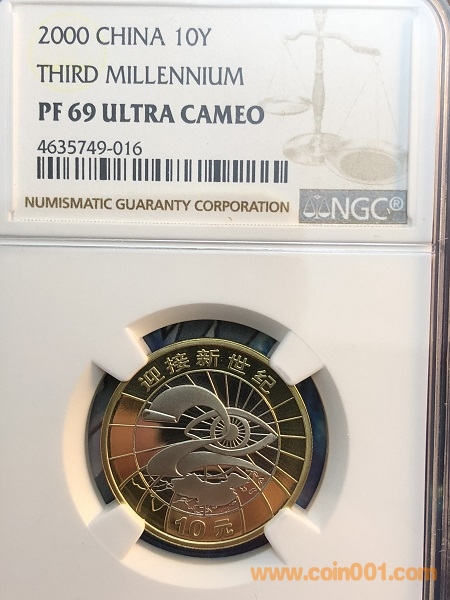 2000 CHINA 10Y
THIRD MILLENNIUM
PF 69 ULTRA CAMEO
4635749-016
NUMISMATIC GUARANTY CORPORATION
NGC®
迎接新世纪
10元
www.coin001.com